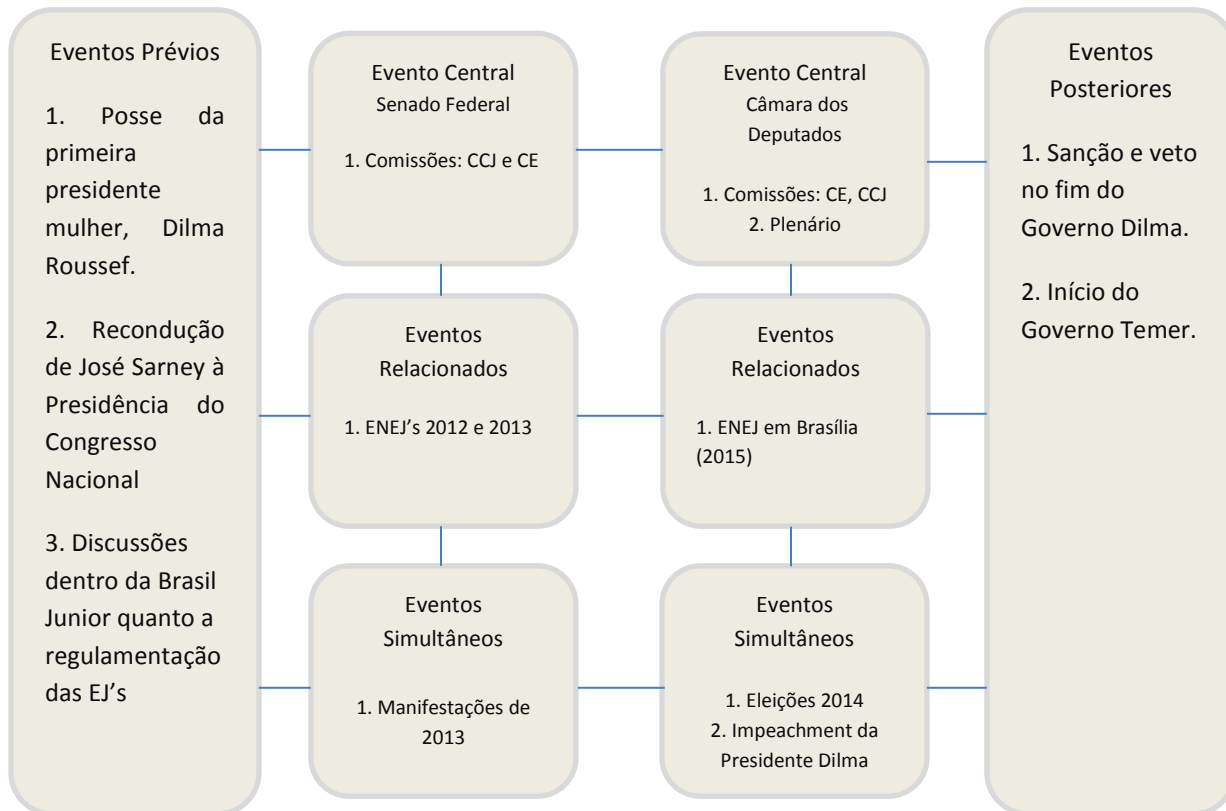 Eventos Prévios
1. Posse da
primeira
presidente
mulher, Dilma
Roussef.
2. Recondução
de José Sarney à
Presidência do
Congresso
Nacional
3. Discussões
dentro da Brasil
Junior quanto a
regulamentação
das EJ’s
Evento Central
Senado Federal
1. Comissões: CCJ e CE
Evento Central
Câmara dos
Deputados
1. Comissões: CE, CCJ
2. Plenário
Eventos
Relacionados
1. ENEJ’s 2012 e 2013
Eventos
Relacionados
1. ENEJ em Brasília
(2015)
Eventos
Simultâneos
1. Manifestações de
2013
Eventos
Simultâneos
1. Eleições 2014
2. Impeachment da
Presidente Dilma
Eventos
Posteriores
1. Sanção e veto
no fim do
Governo Dilma.
2. Início do
Governo Temer.